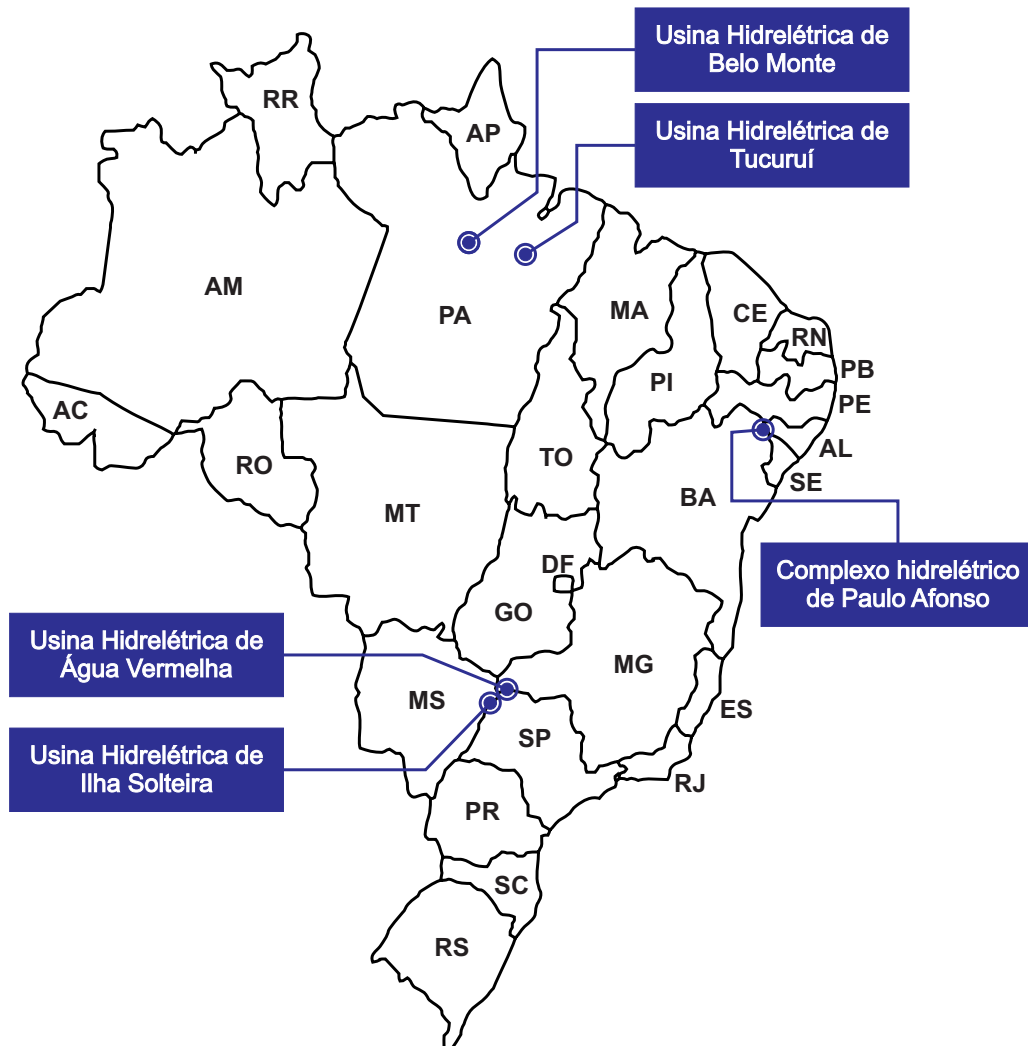 Usina Hidrelétrica de
Belo Monte
RR
AP
Usina Hidrelétrica de
Tucuruí
AM
PA
MA
CE
RN
PB
PI
PE
AC
AL
RO
TO
SE
BA
MT
DF
Complexo hidrelétrico
de Paulo Afonso
GO
Usina Hidrelétrica de
Água Vermelha
MG
MS
ES
SP
Usina Hidrelétrica de
Ilha Solteira
RJ
PR
SC
RS